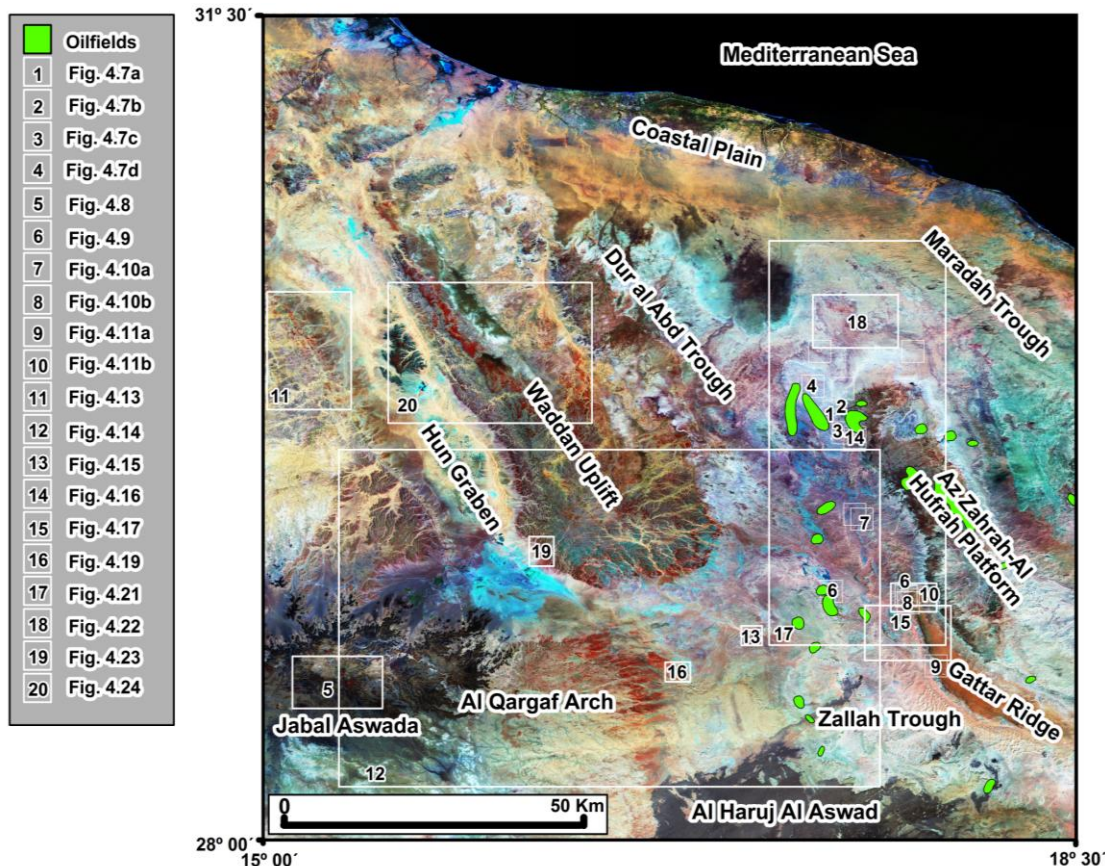 Oilfields
1 Fig. 4.7a
2 Fig. 4.7b
3 Fig. 4.7c
4 Fig. 4.7d
5 Fig. 4.8
6 Fig. 4.9
7 Fig. 4.10a
8 Fig. 4.10b
9 Fig. 4.11a
10 Fig. 4.11b
11 Fig. 4.13
12 Fig. 4.14
13 Fig. 4.15
14 Fig. 4.16
15 Fig. 4.17
16 Fig. 4.19
17 Fig. 4.21
18 Fig. 4.22
19 Fig. 4.23
20 Fig. 4.24
31º 30´
Mediterranean Sea
Coastal Plain
Maradah Trough
Dur al Abd Trough
18
11
20
4
1
2
3
14
Waddan Uplift
Hun Graben
Az Zahrah-Al
Hufrah Platform
7
19
6
6
8
10
15
13
17
9
16
5
Al Qargaf Arch
Jabal Aswada
Gattar Ridge
Zallah Trough
12
Al Haruj Al Aswad
0
50 Km
28º 00´
15º 00´
18º 30´